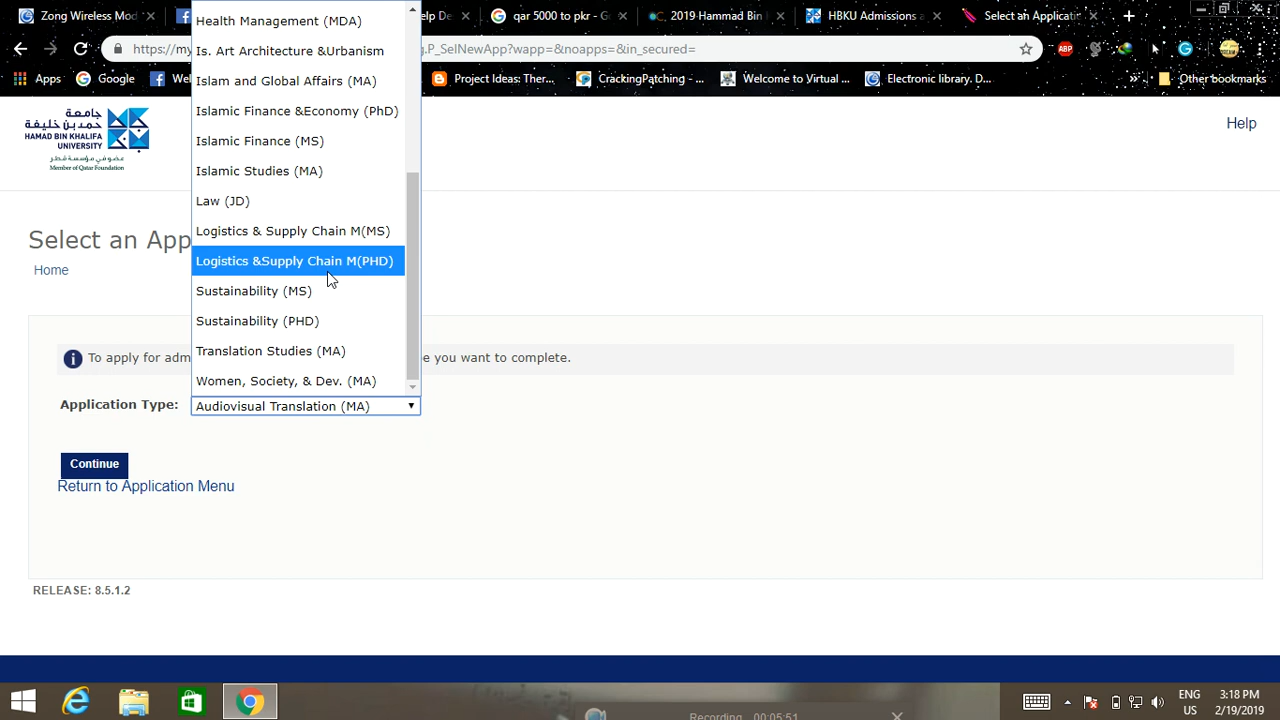 Zong Wireless Mod
elp De
qar 5000 to pkr - G
2019 Hammad Bin
HBKU Admissions a
Select an Applicatio
https://my
g.P_SelNewApp?wapp=&noapps=&in_secured=
ABP
Apps
Google
Wel
Project Ideas: Ther...
CrackingPatching - ...
Welcome to Virtual ...
Electronic library. D...
Other bookmarks
جامعة
حمد بن خليفة
HAMAD BIN KHALIFA
UNIVERSITY
عضو في مؤسسة قطر
Member of Qatar Foundation
Help
Select an App
Home
Health Management (MDA)
Is. Art Architecture &Urbanism
Islam and Global Affairs (MA)
Islamic Finance &Economy (PhD)
Islamic Finance (MS)
Islamic Studies (MA)
Law (JD)
Logistics & Supply Chain M(MS)
Logistics &Supply Chain M(PHD)
Sustainability (MS)
Sustainability (PHD)
Translation Studies (MA)
Women, Society, & Dev. (MA)
To apply for adm
e you want to complete.
Application Type:
Audiovisual Translation (MA)
Continue
Return to Application Menu
RELEASE: 8.5.1.2
Recording 00:05:51
ENG
US
3:18 PM
2/19/2019